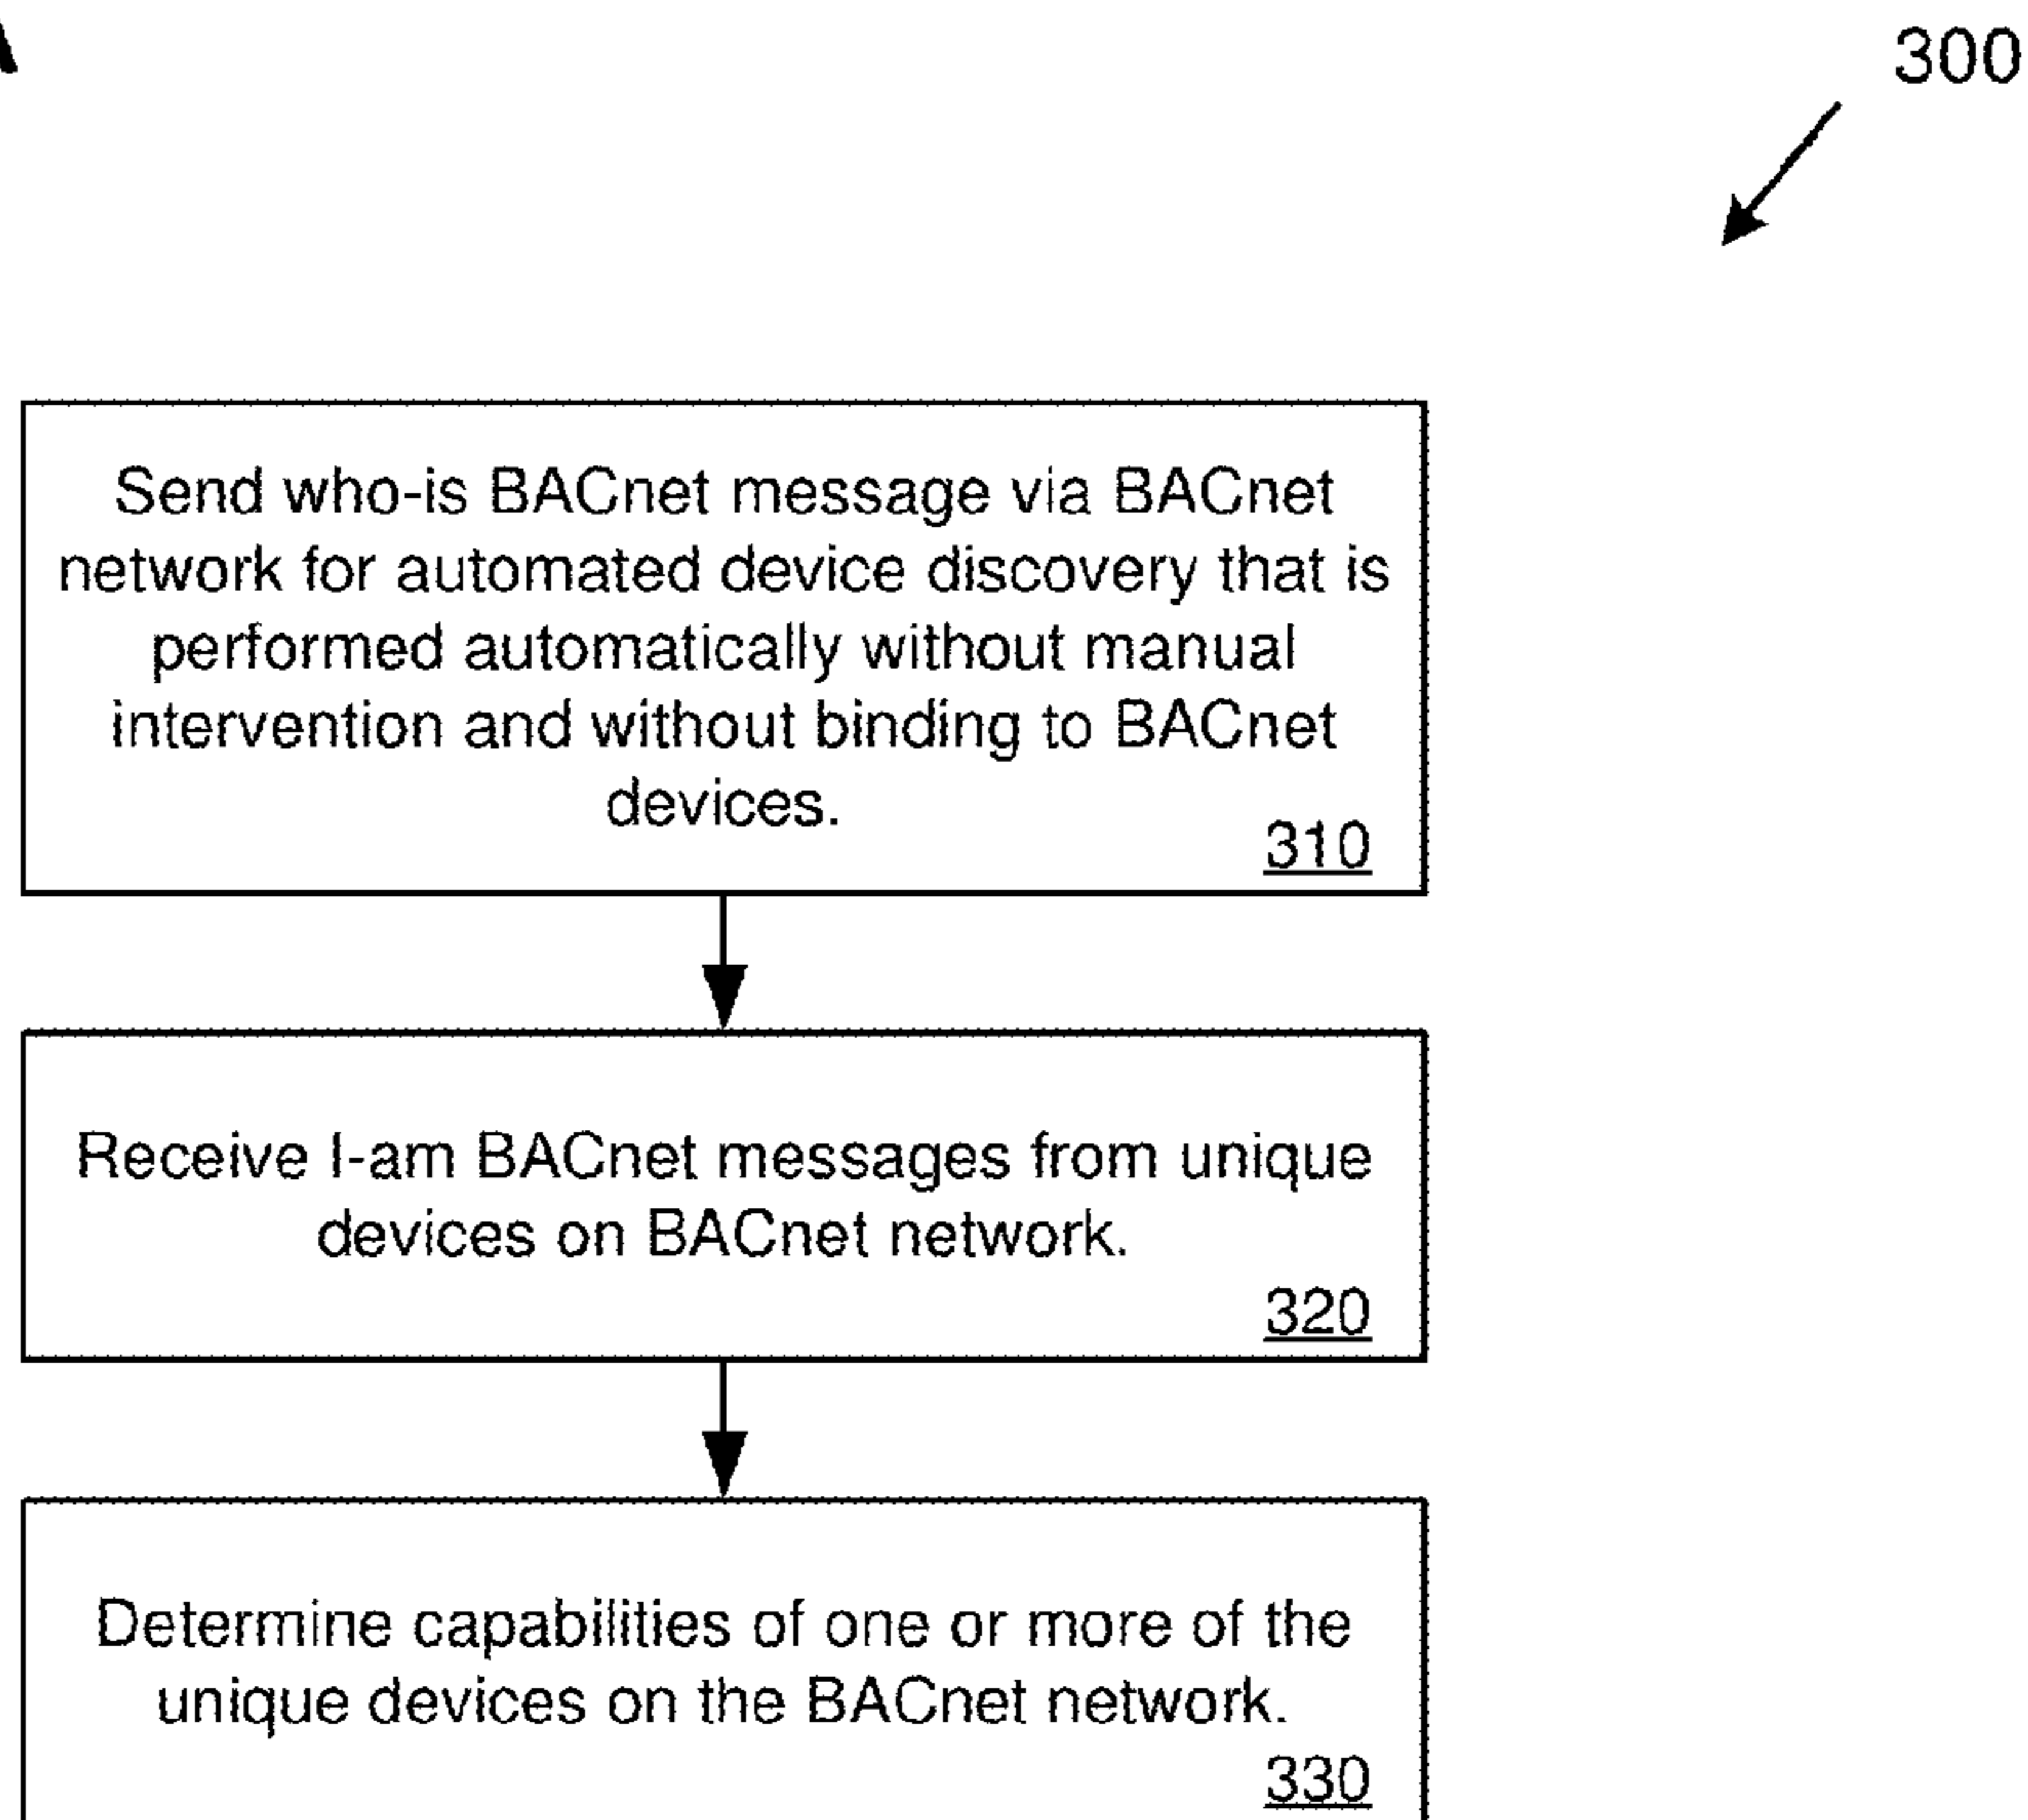 300
Send who-is BACnet message via BACnet
network for automated device discovery that is
performed automatically without manual
intervention and without binding to BACnet
devices.
310
Receive I-am BACnet messages from unique
devices on BACnet network.
320
Determine capabilities of one or more of the
unique devices on the BACnet network.
330